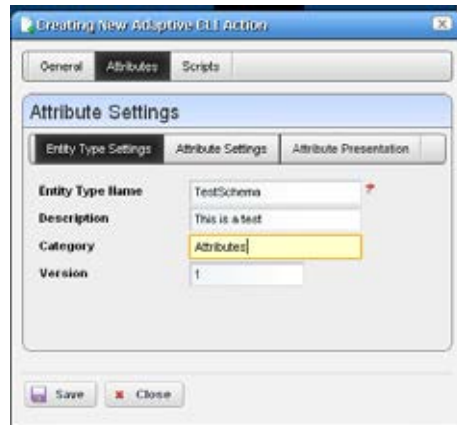 Creating New Adaptive CLI Action
General Attributes Scripts
Attribute Settings
Entity Type Settings Attribute Settings Attribute Presentation
Entity Type Name TestSchema *
Description This is a test
Category Attributes
Version 1
Save Close